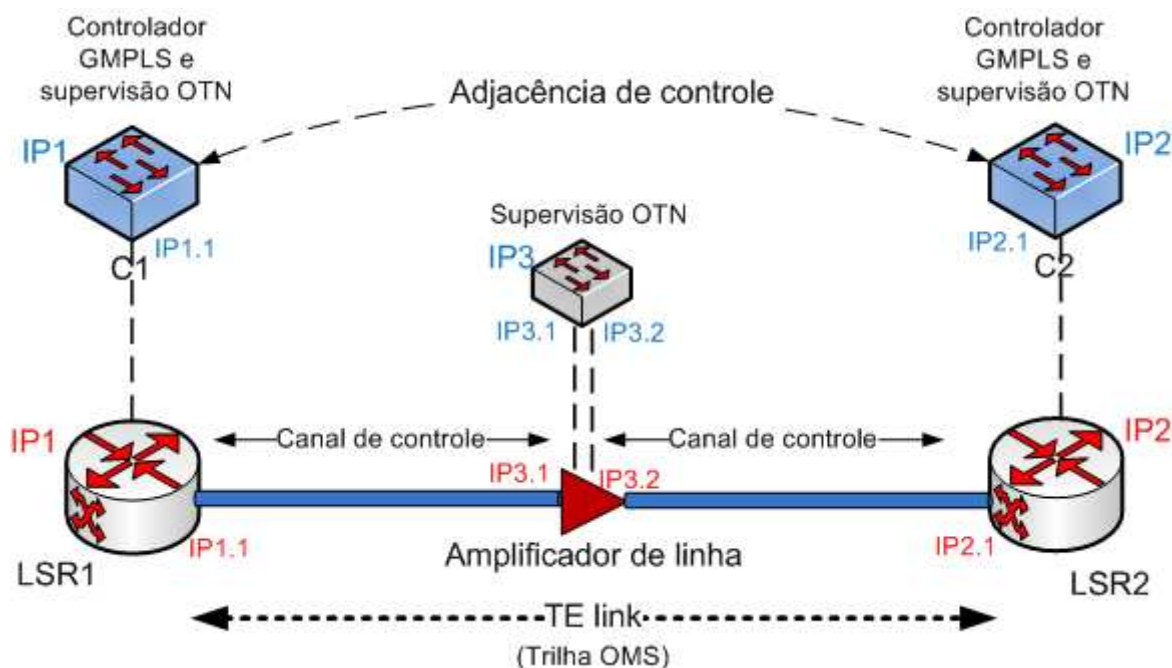 Controlador
GMPLS e
supervisão OTN
Controlador
GMPLS e
supervisão OTN
Adjacência de controle
IP1
IP2
IP1.1
C1
Supervisão OTN
IP3
IP3.1
IP3.2
IP2.1
C2
IP1
Canal de controle
Canal de controle
IP2
IP3.1
IP3.2
IP1.1
Amplificador de linha
IP2.1
LSR1
LSR2
TE link
(Trilha OMS)